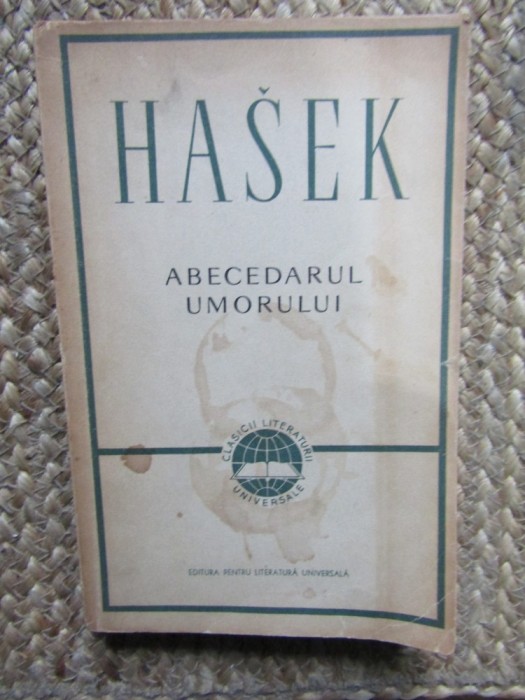 HAŠEK
ABECEDARUL
UMORULUI
CLASICII LITERATURII
UNIVERSALE
EDITURA PENTRU LITERATURĂ UNIVERSALĂ